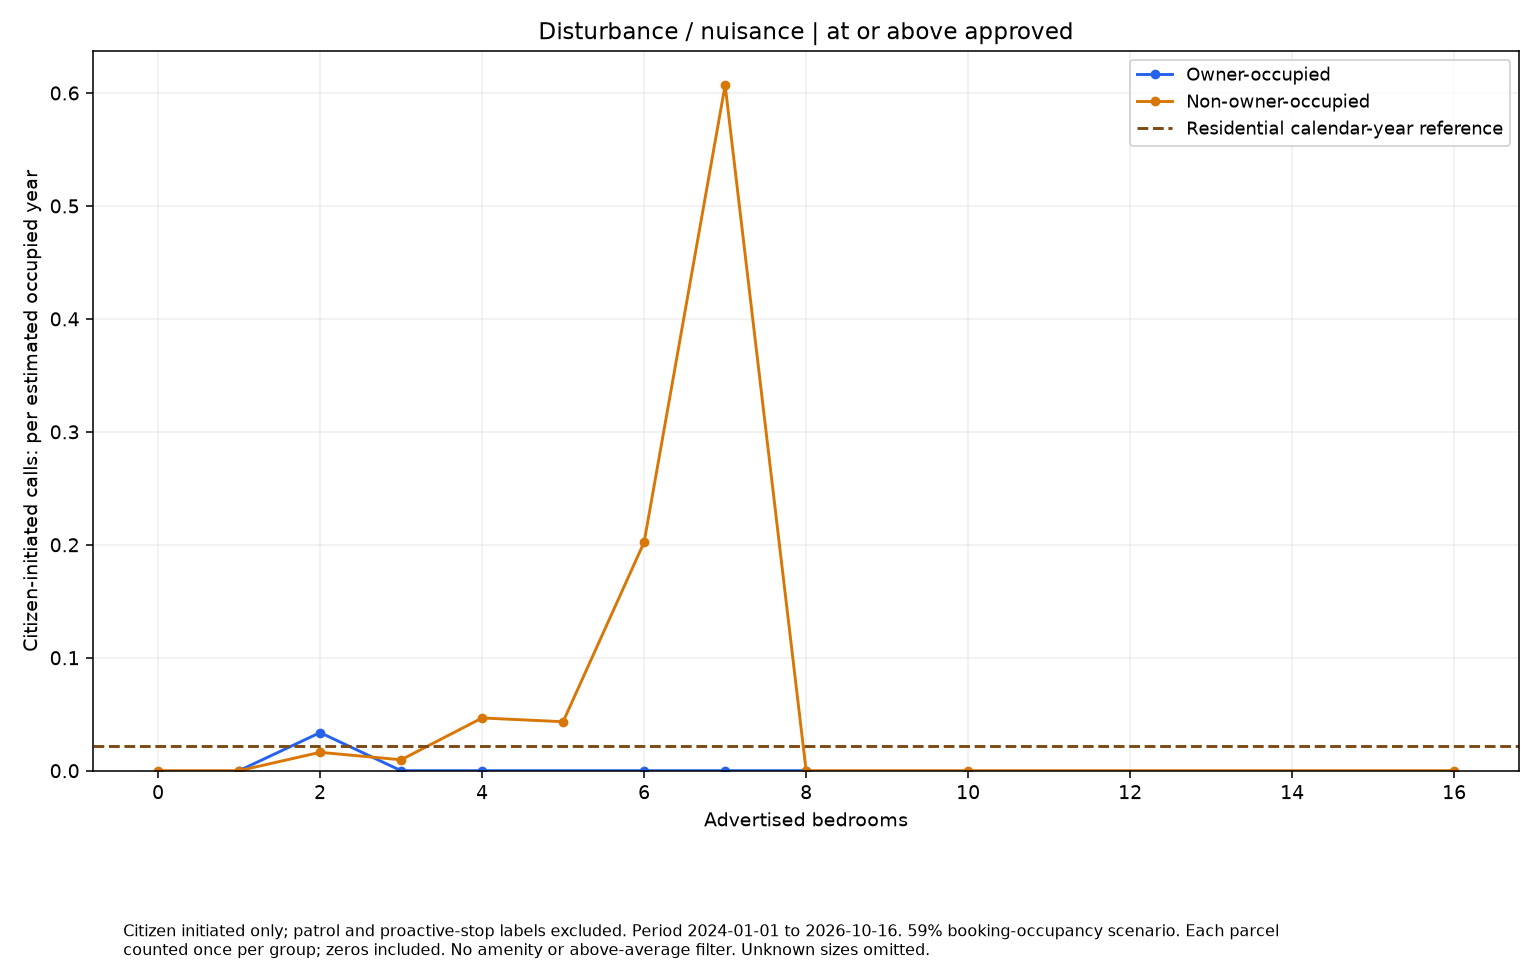 Disturbance / nuisance | at or above approved
Owner-occupied
Non-owner-occupied
Residential calendar-year reference
Citizen-initiated calls: per estimated occupied year
0.6
0.5
0.4
0.3
0.2
0.1
0.0
0 2 4 6 8 10 12 14 16
Advertised bedrooms
Citizen initiated only; patrol and proactive-stop labels excluded. Period 2024-01-01 to 2026-10-16. 59% booking-occupancy scenario. Each parcel
counted once per group; zeros included. No amenity or above-average filter. Unknown sizes omitted.